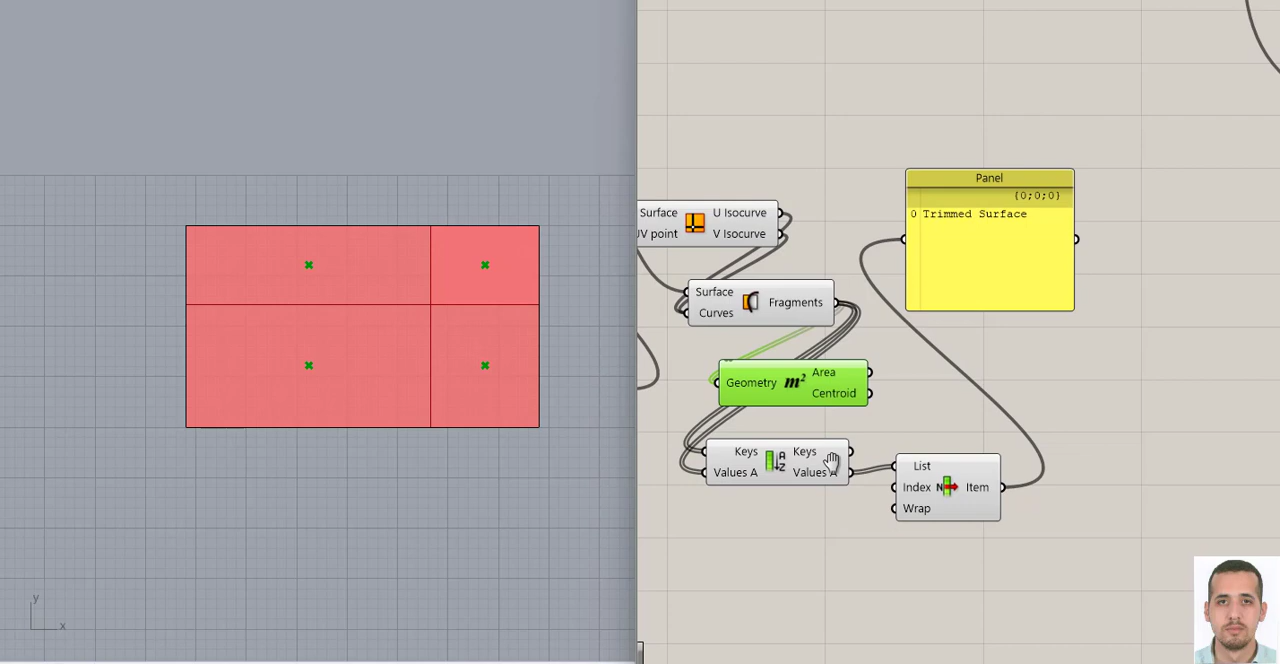 Panel
{0;0;0}
0 Trimmed Surface
Surface U Isocurve
UV point V Isocurve
Surface
Curves Fragments
Geometry m² Area
Centroid
Keys A Z Keys
Values A Values A
List
Index N Item
Wrap
y
x